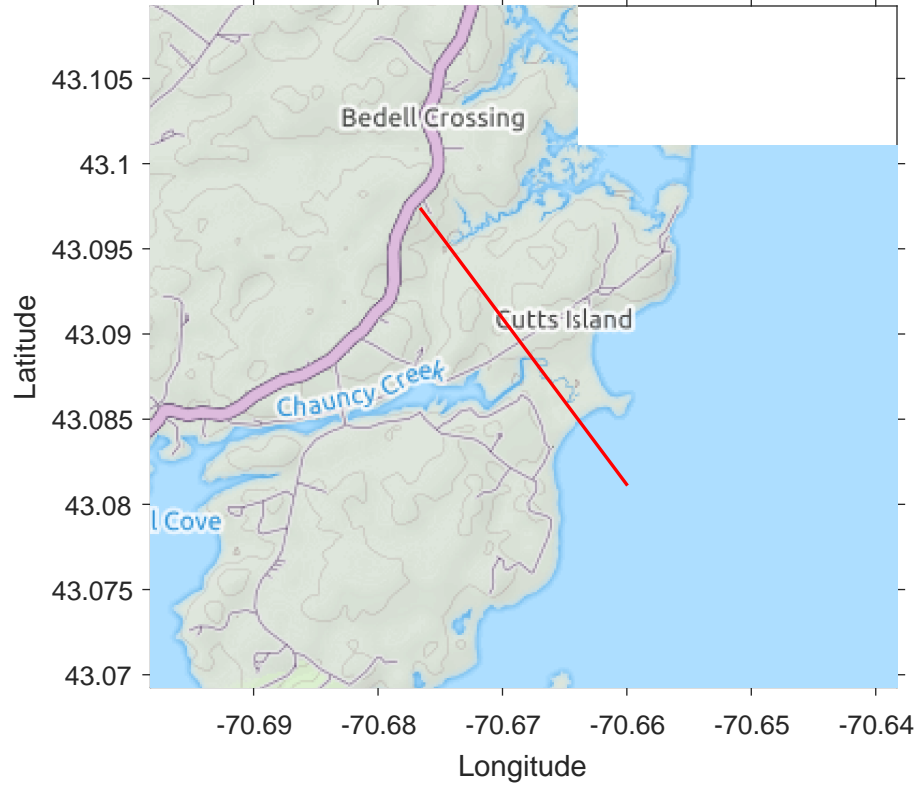 43.105
43.1
43.095
43.09
43.085
43.08
43.075
43.07
Latitude
Bedell Crossing
Cutts Island
Chauncy Creek
l Cove
-70.69
-70.68
-70.67
-70.66
-70.65
-70.64
Longitude